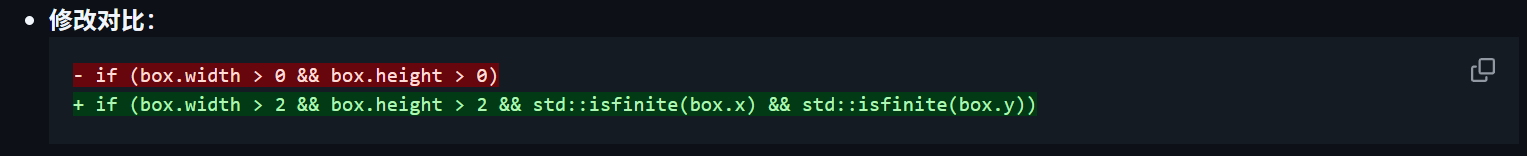 修改对比：
- if (box.width > 0 && box.height > 0)
+ if (box.width > 2 && box.height > 2 && std::isfinite(box.x) && std::isfinite(box.y))